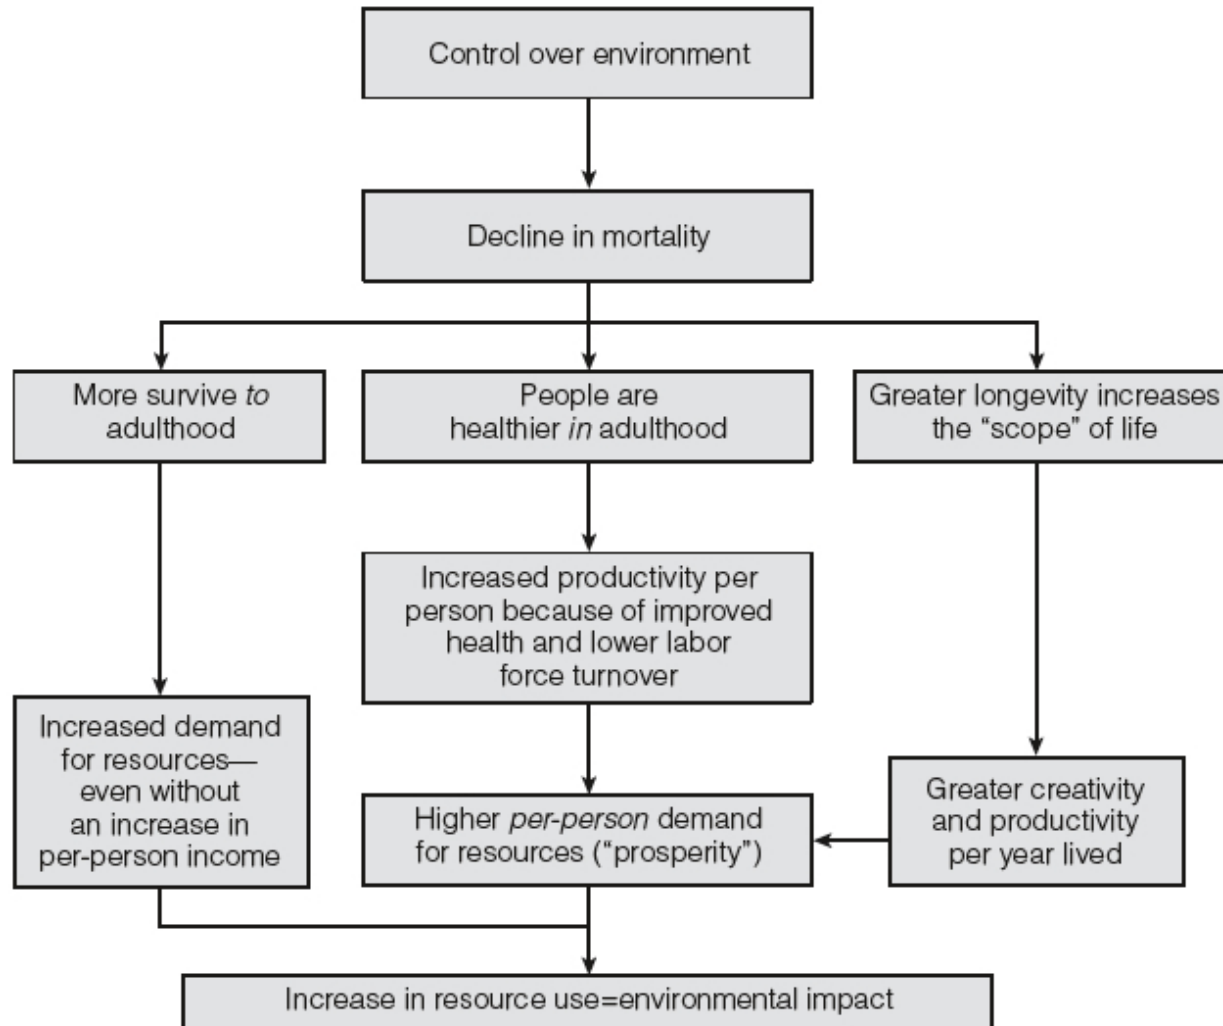 Control over environment
Decline in mortality
More survive to
adulthood
People are
healthier in adulthood
Greater longevity increases
the “scope” of life
Increased productivity per
person because of improved
health and lower labor
force turnover
Increased demand
for resources—
even without
an increase in
per-person income
Higher per-person demand
for resources (“prosperity”)
Greater creativity
and productivity
per year lived
Increase in resource use=environmental impact